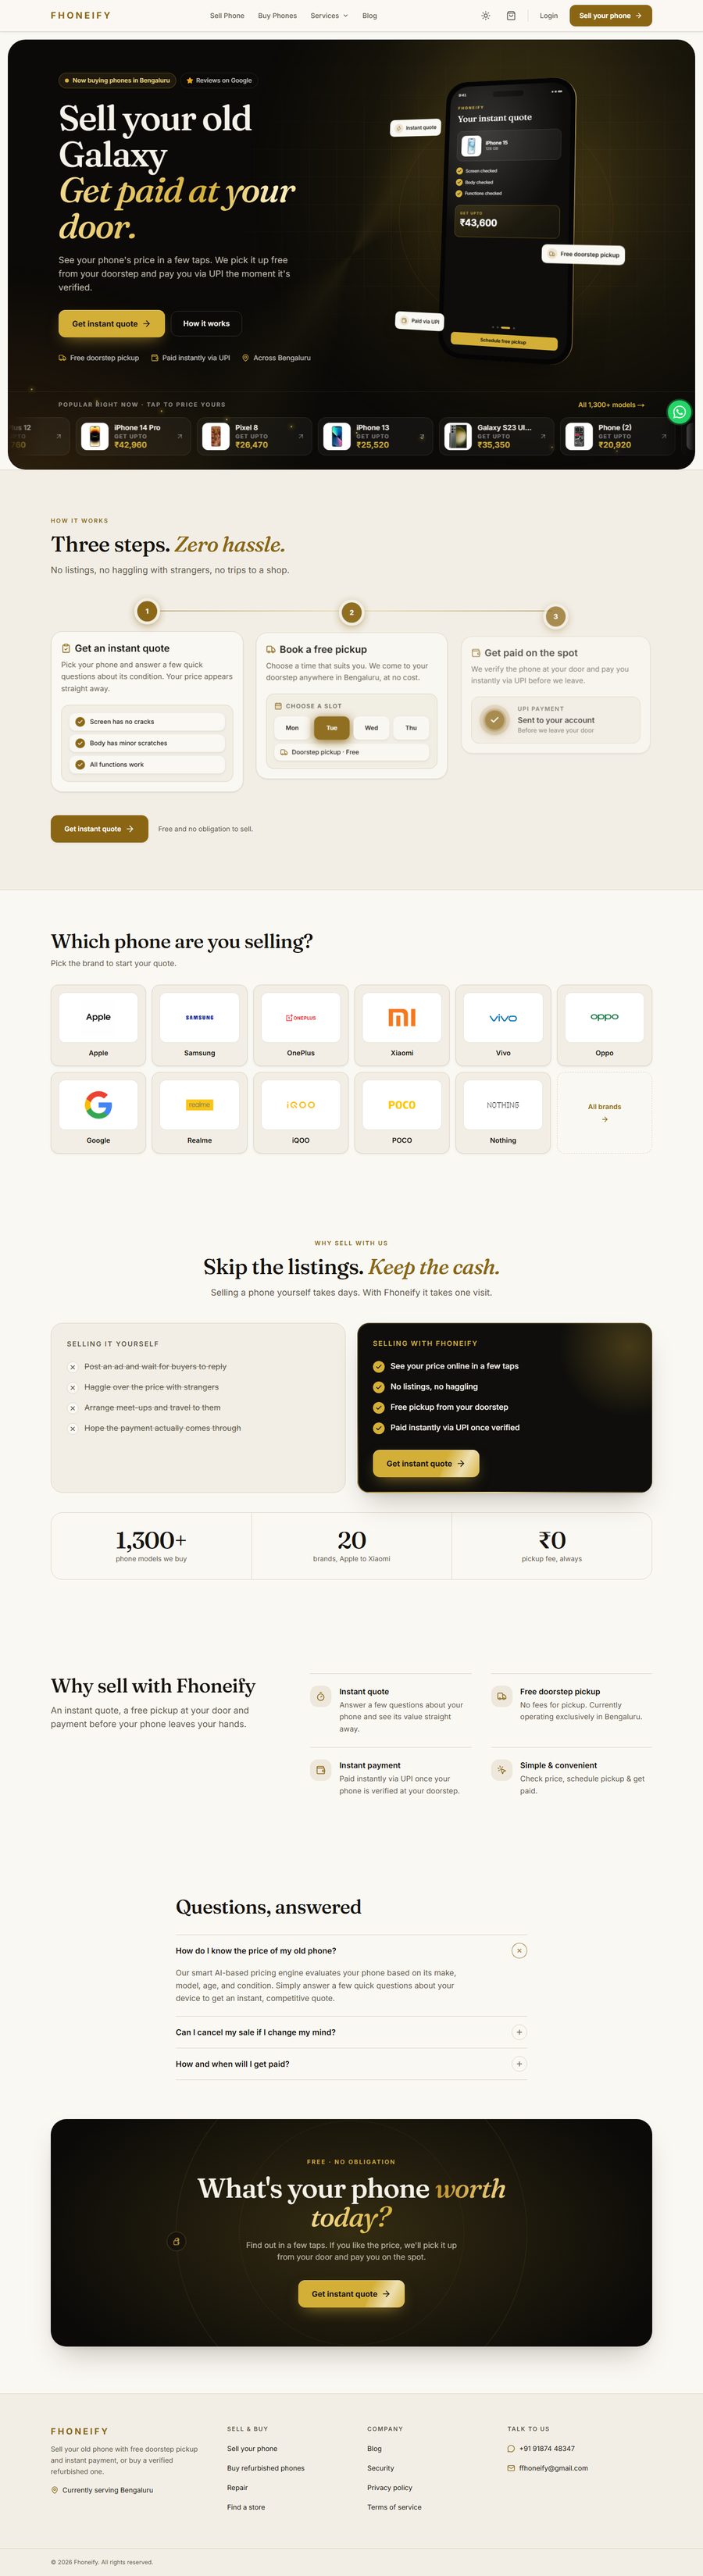 FHONEIFY
Sell Phone
Buy Phones
Services
Blog
Login
Sell your phone →
Now buying phones in Bengaluru
Reviews on Google
Sell your old
Galaxy
Get paid at your
door.
See your phone's price in a few taps. We pick it up free
from your doorstep and pay you via UPI the moment it's
verified.
Get instant quote →
How it works
Free doorstep pickup
Paid instantly via UPI
Across Bengaluru
9:41
FHONEIFY
Your instant quote
iPhone 15
Screen checked
Body checked
Functions checked
GET UPTO
₹43,600
Schedule free pickup
Instant quote
Free doorstep pickup
Paid via UPI
POPULAR RIGHT NOW · TAP TO PRICE YOURS
All 1,300+ models →
iPhone 14 Pro
GET UPTO
₹42,960
Pixel 8
GET UPTO
₹26,470
iPhone 13
GET UPTO
₹25,520
Galaxy S23 Ul...
GET UPTO
₹35,350
Phone (2)
GET UPTO
₹20,920
HOW IT WORKS
Three steps. Zero hassle.
No listings, no haggling with strangers, no trips to a shop.
1
2
3
Get an instant quote
Pick your phone and answer a few quick
questions about its condition. Your price appears
straight away.
Screen has no cracks
Body has minor scratches
All functions work
Book a free pickup
Choose a time that suits you. We come to your
doorstep anywhere in Bengaluru, at no cost.
CHOOSE A SLOT
Mon
Tue
Wed
Thu
Doorstep pickup · Free
Get paid on the spot
We verify the phone at your door and pay you
instantly via UPI before we leave.
UPI PAYMENT
Sent to your account
Before we leave your door
Get instant quote →
Free and no obligation to sell.
Which phone are you selling?
Pick the brand to start your quote.
Apple
SAMSUNG
ONEPLUS
mi
vivo
oppo
Apple
Samsung
OnePlus
Xiaomi
Vivo
Oppo
G
realme
iQOO
POCO
NOTHING
All brands
→
Google
Realme
iQOO
POCO
Nothing
WHY SELL WITH US
Skip the listings. Keep the cash.
Selling a phone yourself takes days. With Fhoneify it takes one visit.
SELLING IT YOURSELF
Post an ad and wait for buyers to reply
Haggle over the price with strangers
Arrange meet-ups and travel to them
Hope the payment actually comes through
SELLING WITH FHONEIFY
See your price online in a few taps
No listings, no haggling
Free pickup from your doorstep
Paid instantly via UPI once verified
Get instant quote →
1,300+
phone models we buy
20
brands, Apple to Xiaomi
₹0
pickup fee, always
Why sell with Fhoneify
An instant quote, a free pickup at your door and
payment before your phone leaves your hands.
Instant quote
Answer a few questions about your
phone and see its value straight
away.
Free doorstep pickup
No fees for pickup. Currently
operating exclusively in Bengaluru.
Instant payment
Paid instantly via UPI once your
phone is verified at your doorstep.
Simple & convenient
Check price, schedule pickup & get
paid.
Questions, answered
How do I know the price of my old phone?
Our smart AI-based pricing engine evaluates your phone based on its make,
model, age, and condition. Simply answer a few quick questions about your
device to get an instant, competitive quote.
Can I cancel my sale if I change my mind?
How and when will I get paid?
FREE · NO OBLIGATION
What's your phone worth
today?
Find out in a few taps. If you like the price, we'll pick it up
from your door and pay you on the spot.
Get instant quote →
FHONEIFY
Sell your old phone with free doorstep pickup
and instant payment, or buy a verified
refurbished one.
Currently serving Bengaluru
SELL & BUY
Sell your phone
Buy refurbished phones
Repair
Find a store
COMPANY
Blog
Security
Privacy policy
Terms of service
TALK TO US
+91 91874 48347
ffhoneify@gmail.com
© 2026 Fhoneify. All rights reserved.